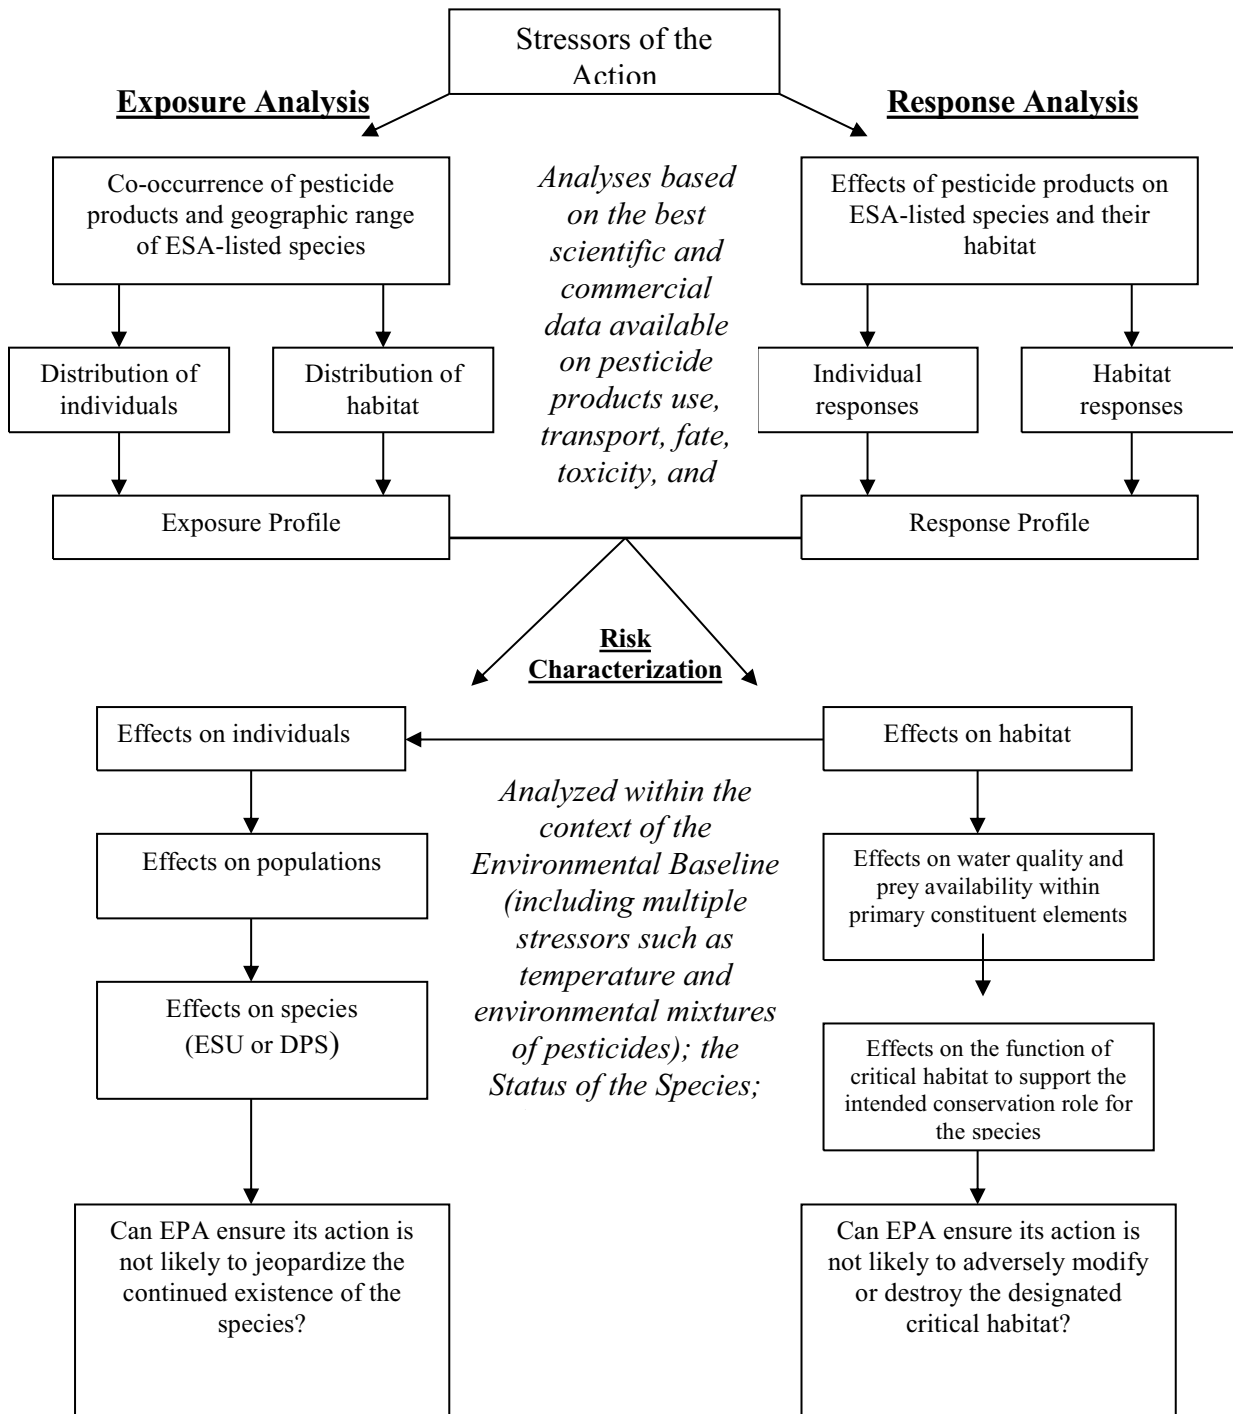 Stressors of the
Action
Exposure Analysis
Response Analysis
Co-occurrence of pesticide
products and geographic range
of ESA-listed species
Analyses based
on the best
scientific and
commercial
data available
on pesticide
products use,
transport, fate,
toxicity, and
Effects of pesticide products on
ESA-listed species and their
habitat
Distribution of
individuals
Distribution of
habitat
Individual
responses
Habitat
responses
Exposure Profile
Response Profile
Risk
Characterization
Effects on individuals
Effects on habitat
Analyzed within the
context of the
Environmental Baseline
(including multiple
stressors such as
temperature and
environmental mixtures
of pesticides); the
Status of the Species;
Effects on populations
Effects on water quality and
prey availability within
primary constituent elements
Effects on species
(ESU or DPS)
Effects on the function of
critical habitat to support the
intended conservation role for
the species
Can EPA ensure its action is
not likely to jeopardize the
continued existence of the
species?
Can EPA ensure its action is
not likely to adversely modify
or destroy the designated
critical habitat?